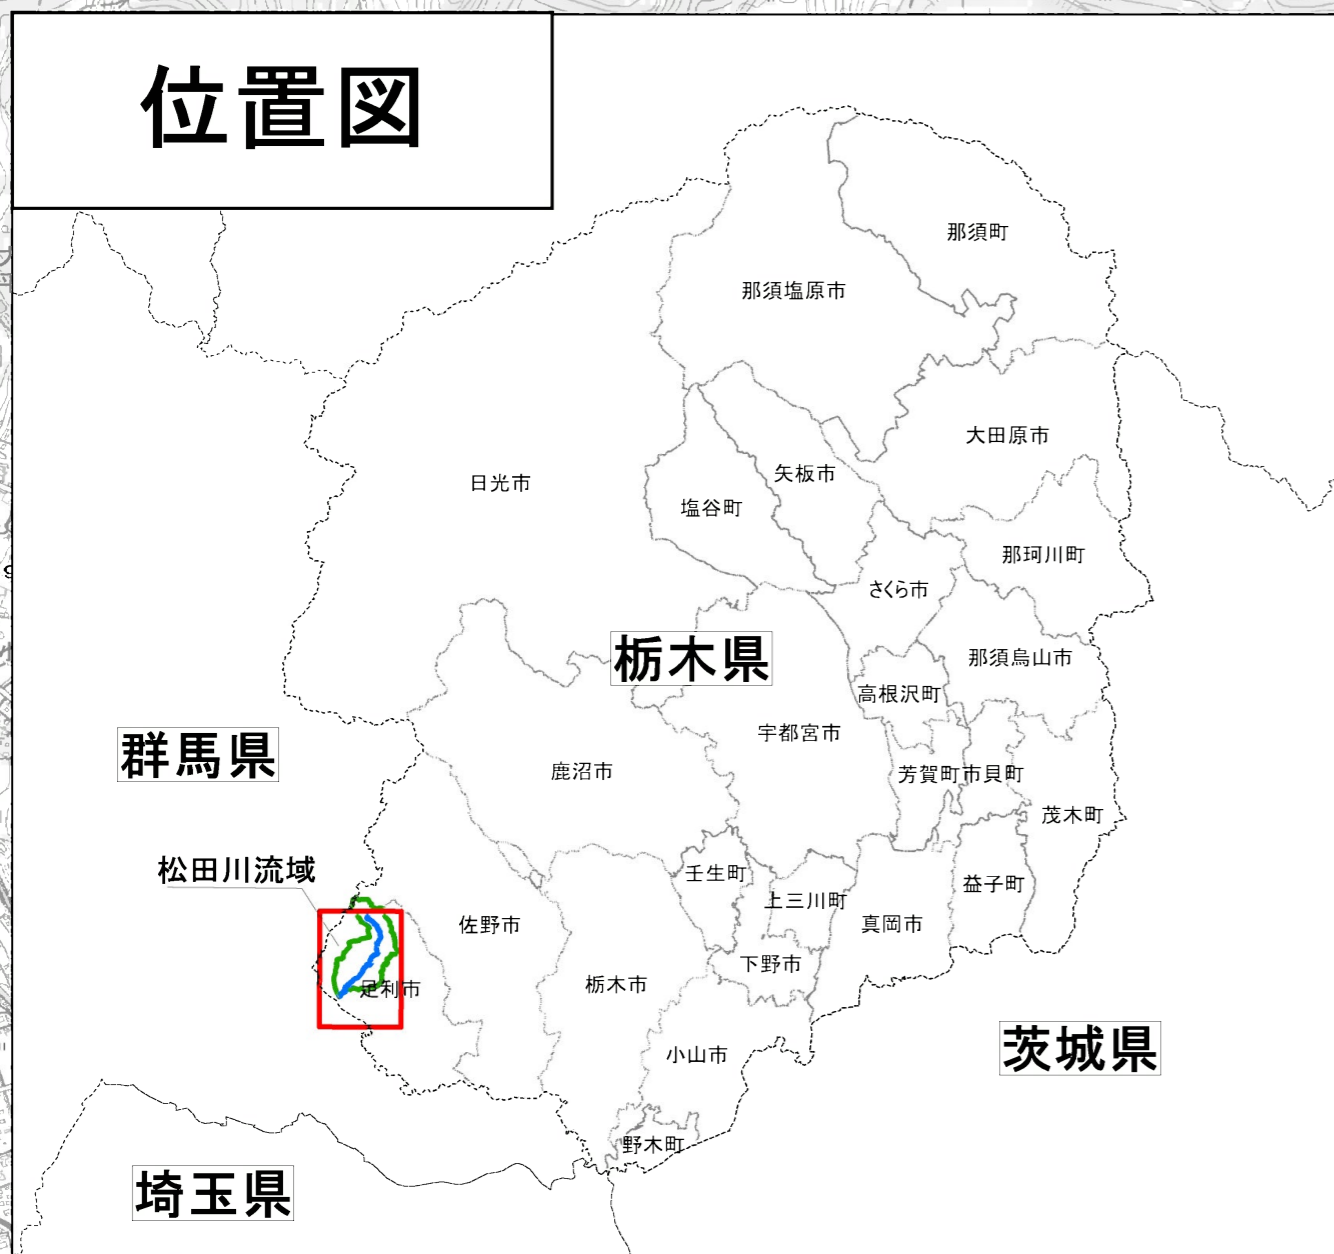 位置図
那須町
那須塩原市
大田原市
矢板市
日光市
塩谷町
那珂川町
さくら市
栃木県
那須烏山市
高根沢町
宇都宮市
群馬県
鹿沼市
芳賀町
市貝町
茂木町
松田川流域
壬生町
上三川町
益子町
佐野市
真岡市
下野市
足利市
栃木市
小山市
茨城県
野木町
埼玉県